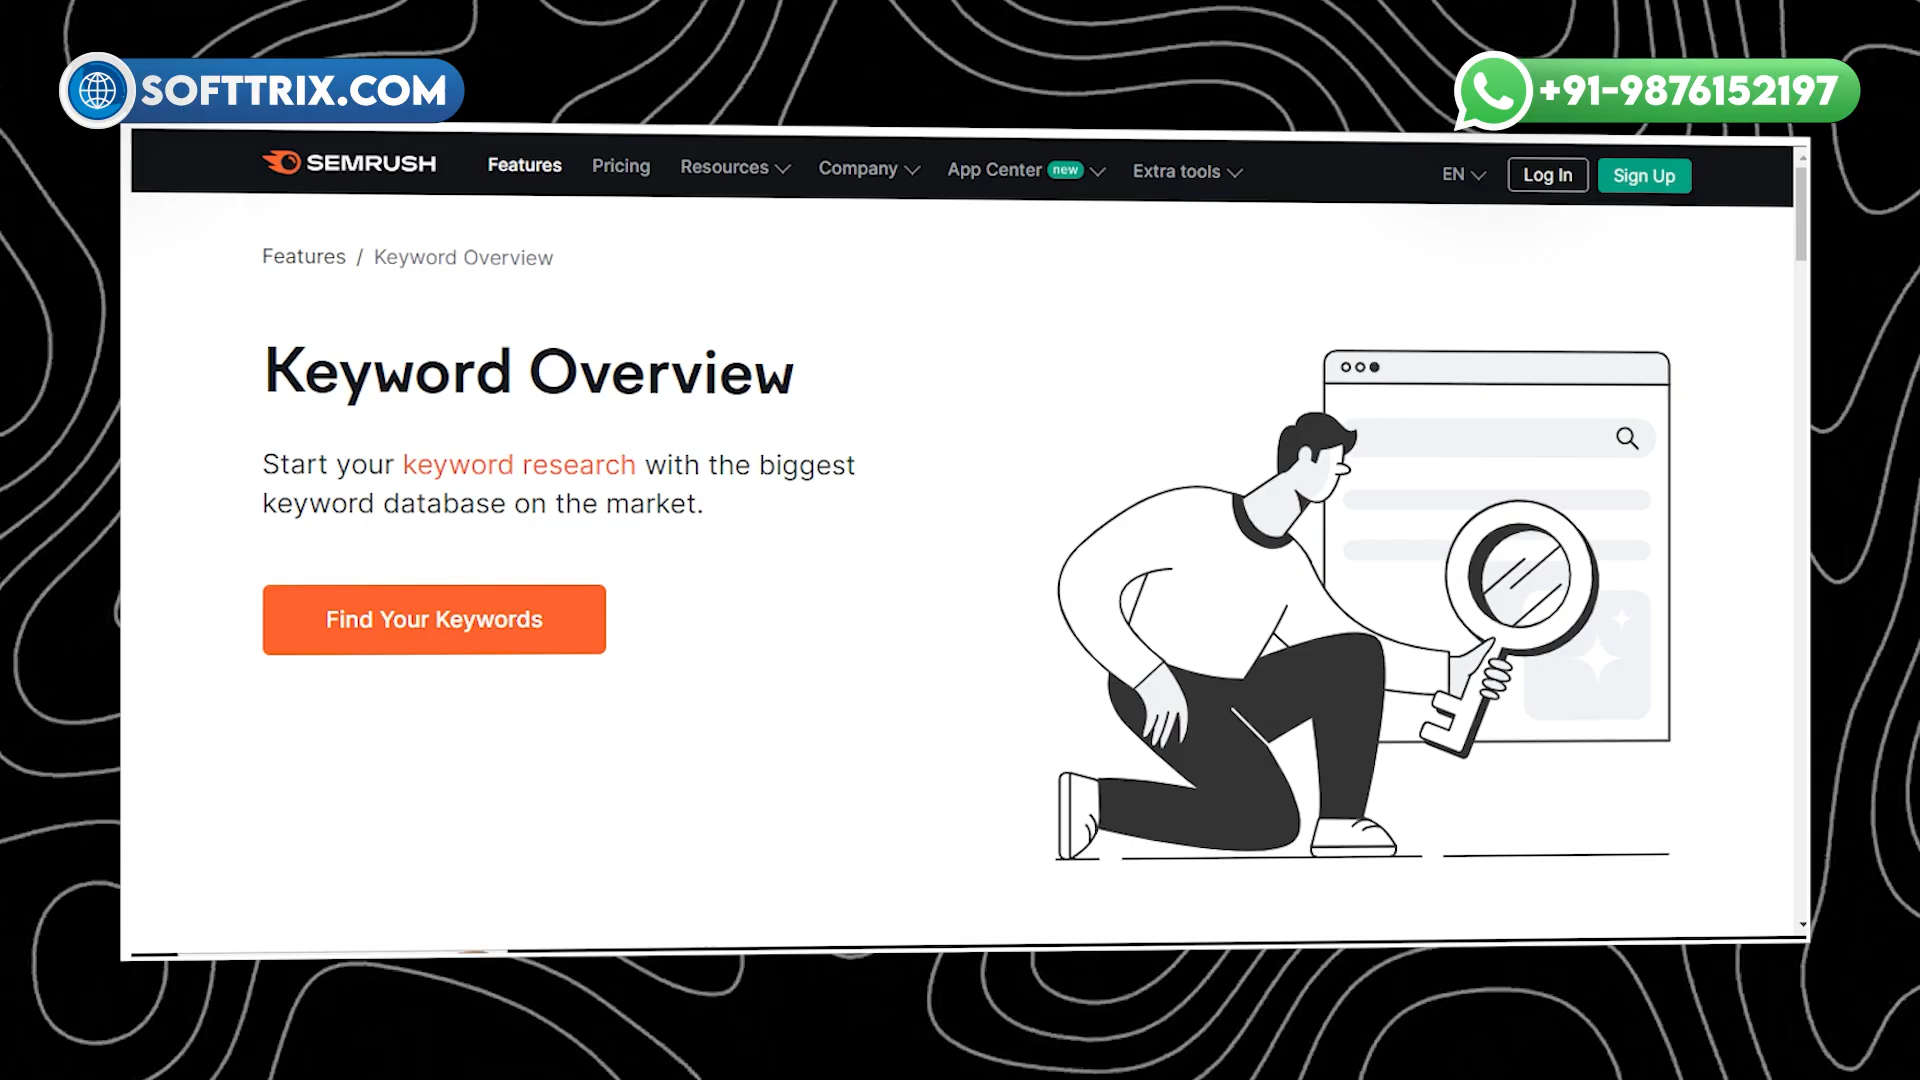 SOFTTRIX.COM
+91-9876152197
SEMRUSH Features Pricing Resources Company App Center new Extra tools EN Log In Sign Up
Features / Keyword Overview
Keyword Overview
Start your keyword research with the biggest
keyword database on the market.
Find Your Keywords